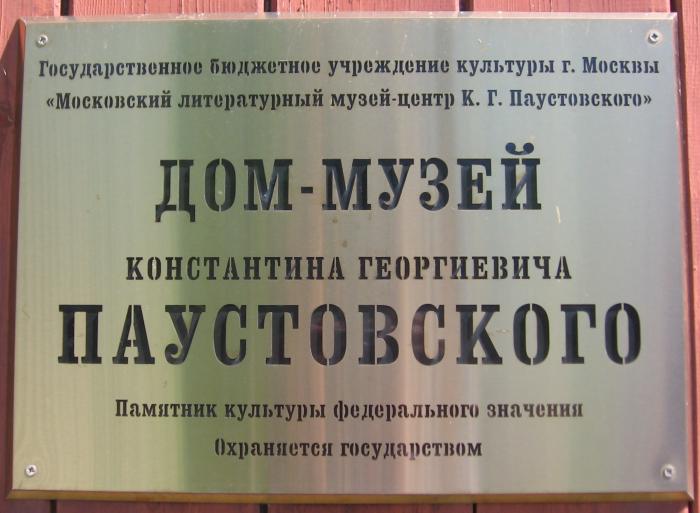 Государственное бюджетное учреждение культуры г. Москвы
«Московский литературный музей-центр К. Г. Паустовского»
ДОМ-МУЗЕЙ
КОНСТАНТИНА ГЕОРГИЕВИЧА
ПАУСТОВСКОГО
Памятник культуры федерального значения
Охраняется государством